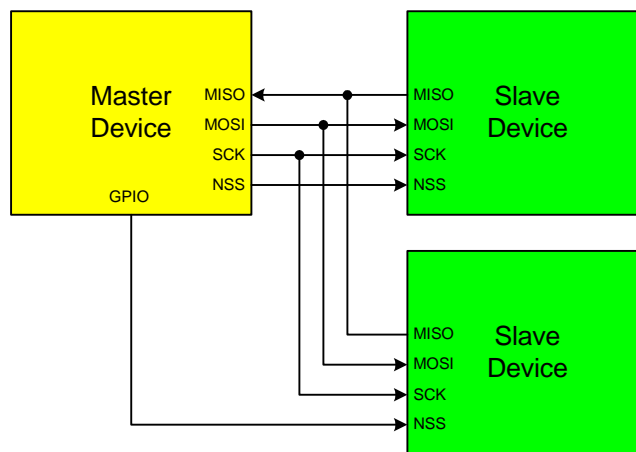 Master
Device
MISO
MOSI
SCK
NSS
GPIO
MISO
MOSI
SCK
NSS
Slave
Device
MISO
MOSI
SCK
NSS
Slave
Device